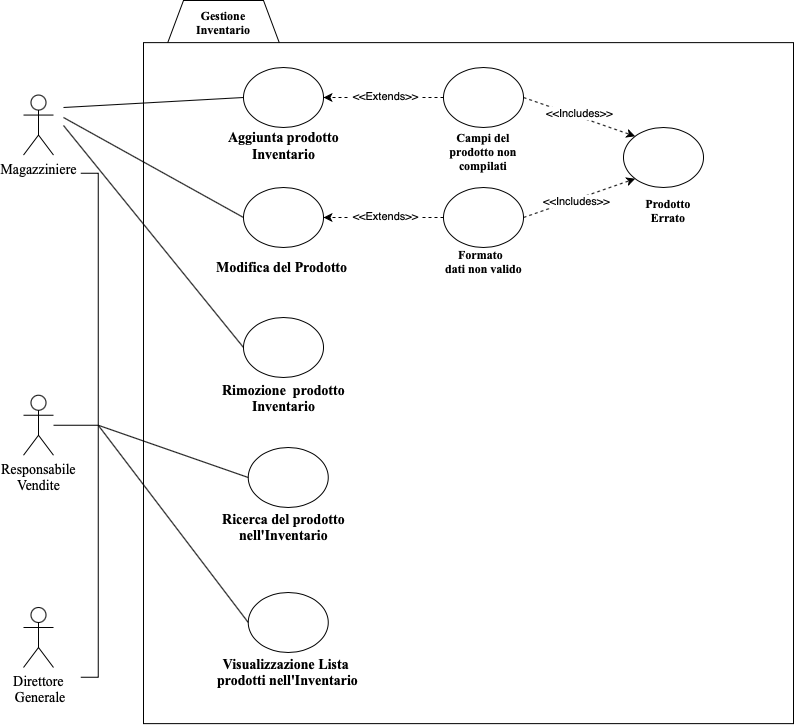 Gestione
Inventario
Magazziniere
Aggiunta prodotto
Inventario
<<Extends>>
Campi del
prodotto non
compilati
<<Includes>>
Prodotto
Errato
Modifica del Prodotto
<<Extends>>
Formato
dati non valido
<<Includes>>
Rimozione prodotto
Inventario
Responsabile
Vendite
Ricerca del prodotto
nell'Inventario
Direttore
Generale
Visualizzazione Lista
prodotti nell'Inventario